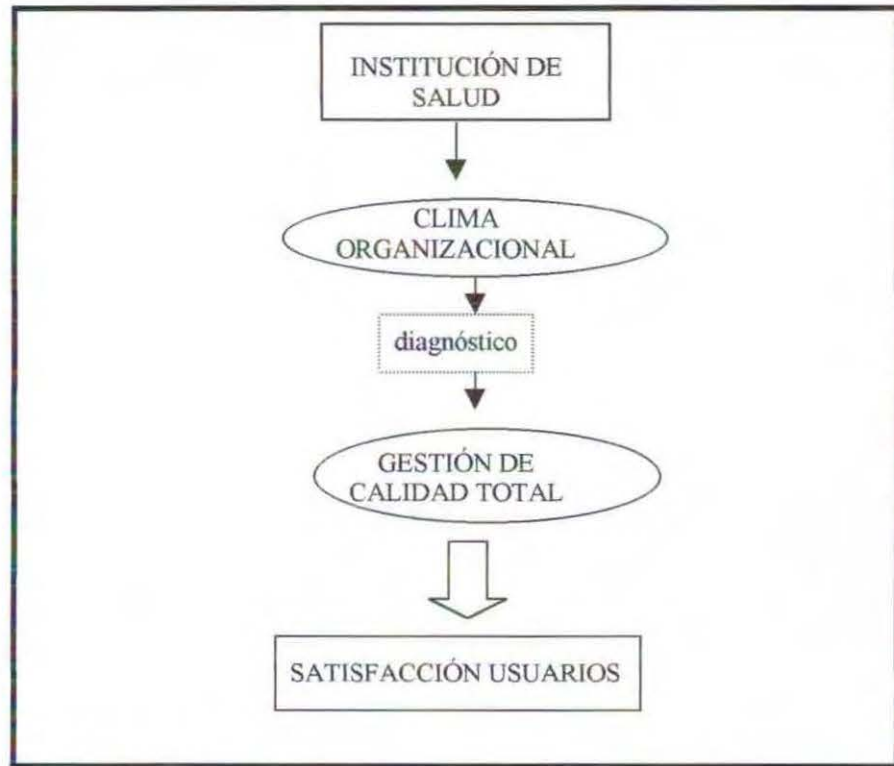 INSTITUCIÓN DE
SALUD
CLIMA
ORGANIZACIONAL
diagnóstico
GESTIÓN DE
CALIDAD TOTAL
SATISFACCIÓN USUARIOS